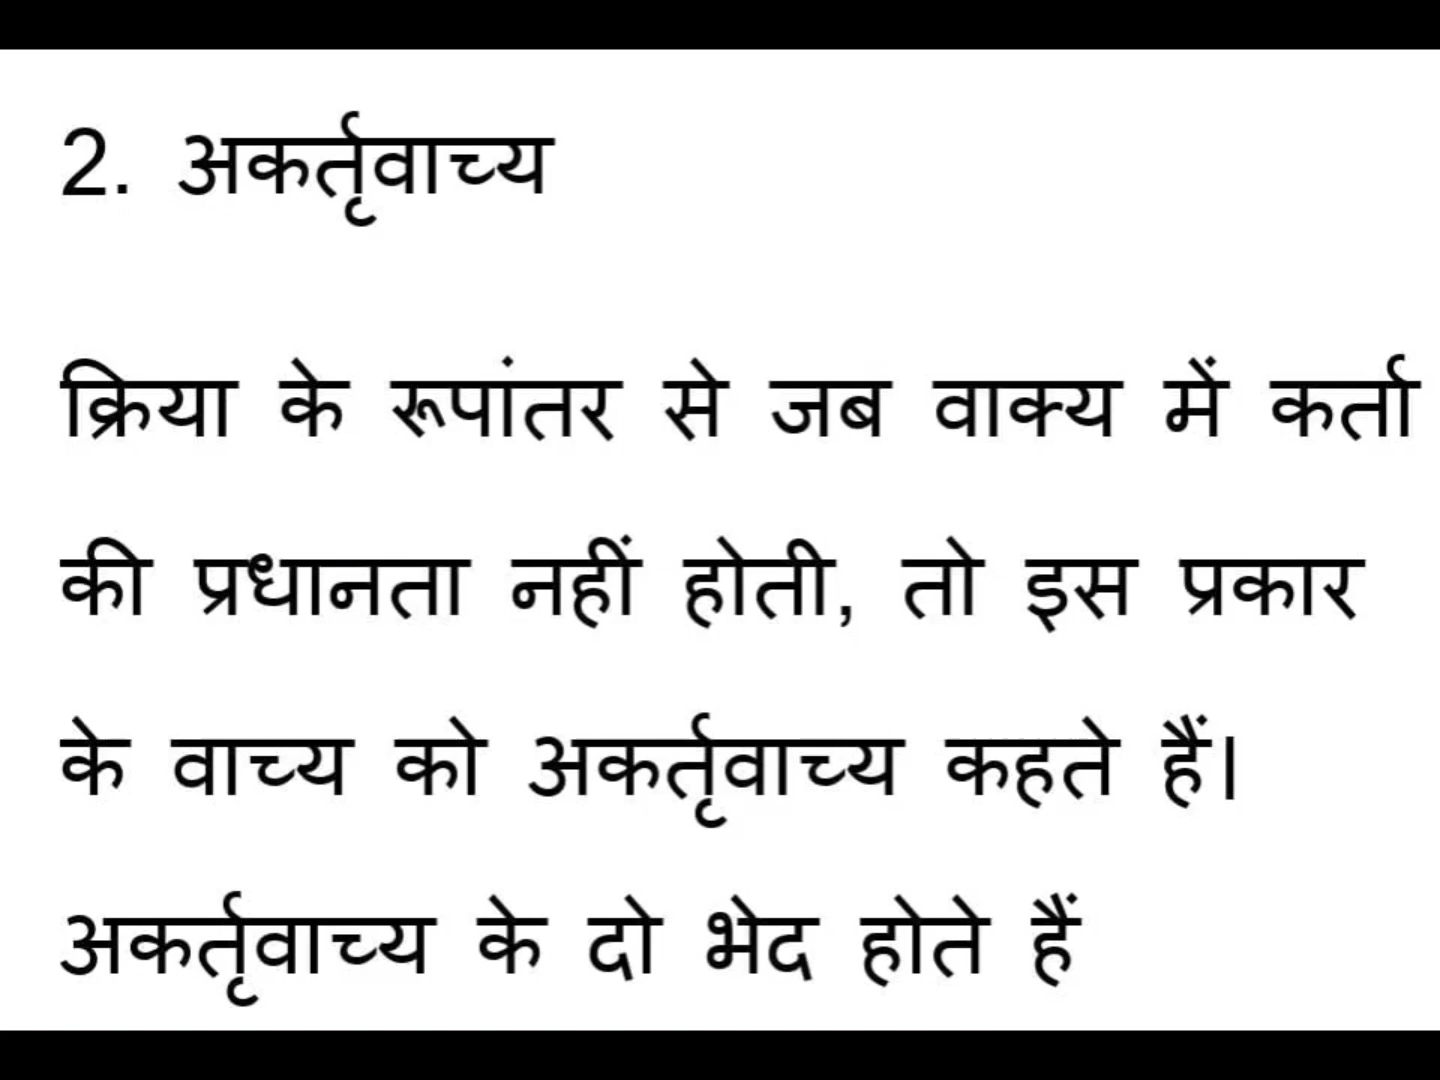 2. अकर्तृवाच्य
क्रिया के रूपांतर से जब वाक्य में कर्ता
की प्रधानता नहीं होती, तो इस प्रकार
के वाच्य को अकर्तृवाच्य कहते हैं।
अकर्तृवाच्य के दो भेद होते हैं